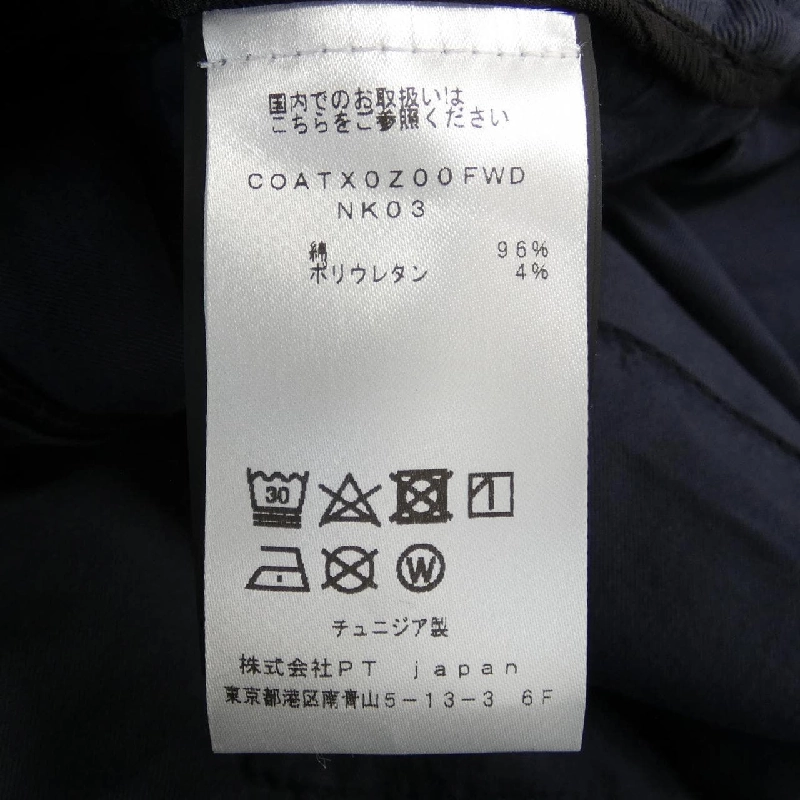 国内でのお取扱いは
こちらをご参照ください
COATX0Z00FWD
NK03
綿 96%
ポリウレタン 4%
30
W
チュニジア製
株式会社PT japan
東京都港区南青山5-13-3 6F